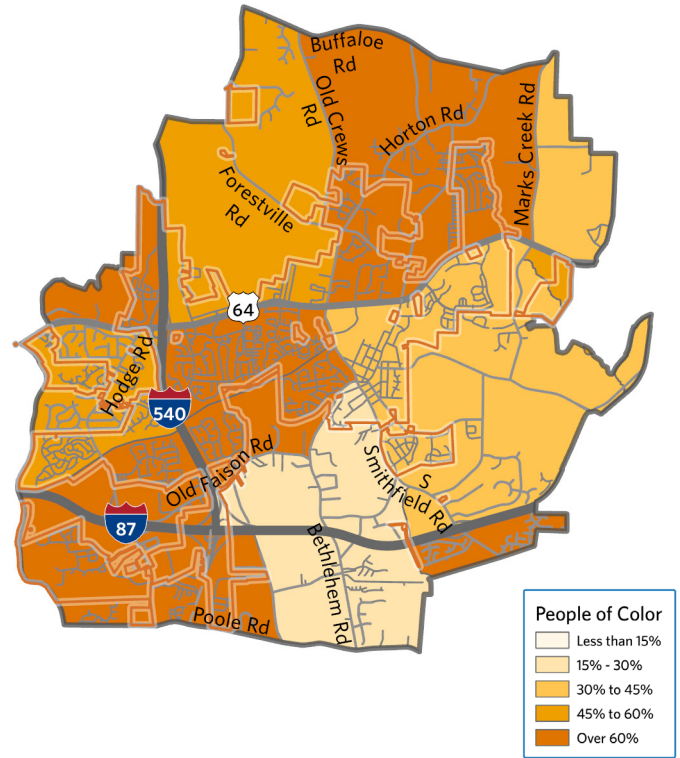 Buffaloe
Rd
Old Crews
Rd
Horton Rd
Marks Creek Rd
Forestville
Rd
64
Hodge Rd
540
Old Faison Rd
S
Smithfield Rd
87
Bethlehem Rd
Poole Rd
People of Color
Less than 15%
15% - 30%
30% to 45%
45% to 60%
Over 60%